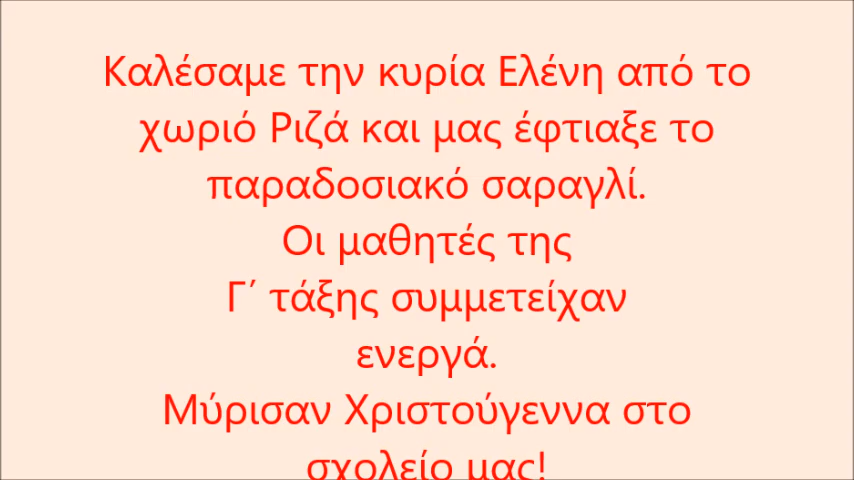 Καλέσαμε την κυρία Ελένη από το
χωριό Ριζά και μας έφτιαξε το
παραδοσιακό σαραγλί.
Οι μαθητές της
Γ΄ τάξης συμμετείχαν
ενεργά.
Μύρισαν Χριστούγεννα στο
σχολείο μας!